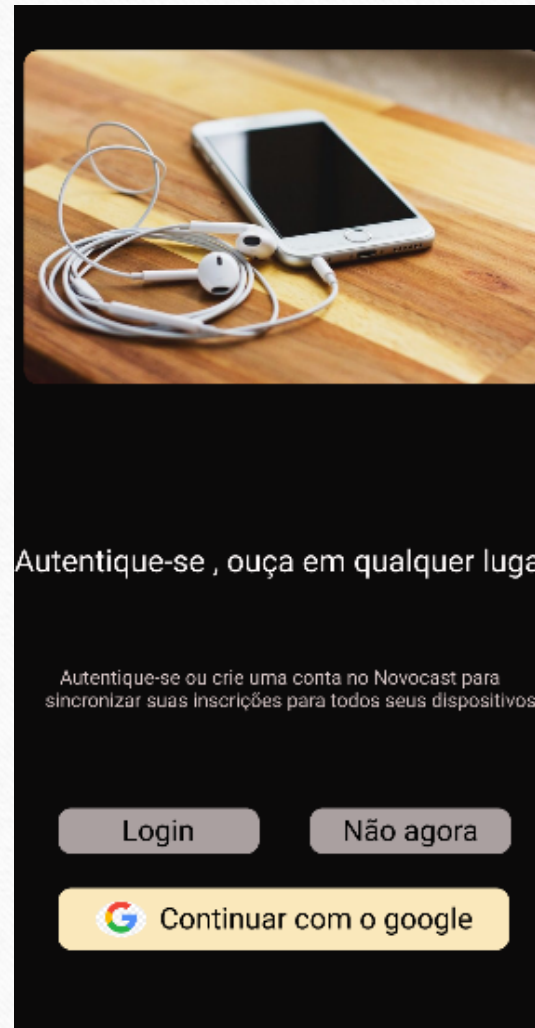 Autentique-se , ouça em qualquer luga
Autentique-se ou crie uma conta no Novocast para
sincronizar suas inscrições para todos seus dispositivos
Login
Não agora
Continuar com o google